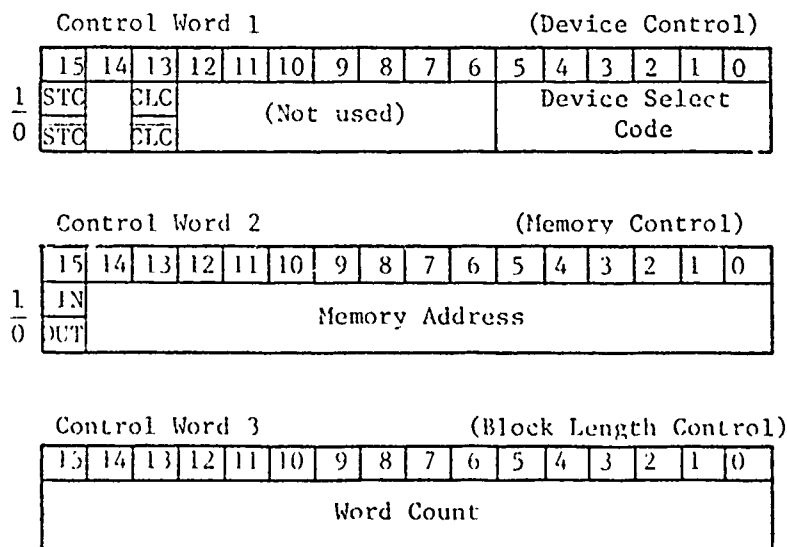 Control Word 1 (Device Control)
15 14 13 12 11 10 9 8 7 6 5 4 3 2 1 0
1 STC CLC (Not used) Device Select
0 STC CLC Code
Control Word 2 (Memory Control)
15 14 13 12 11 10 9 8 7 6 5 4 3 2 1 0
1 IN Memory Address
0 OUT
Control Word 3 (Block Length Control)
15 14 13 12 11 10 9 8 7 6 5 4 3 2 1 0
Word Count